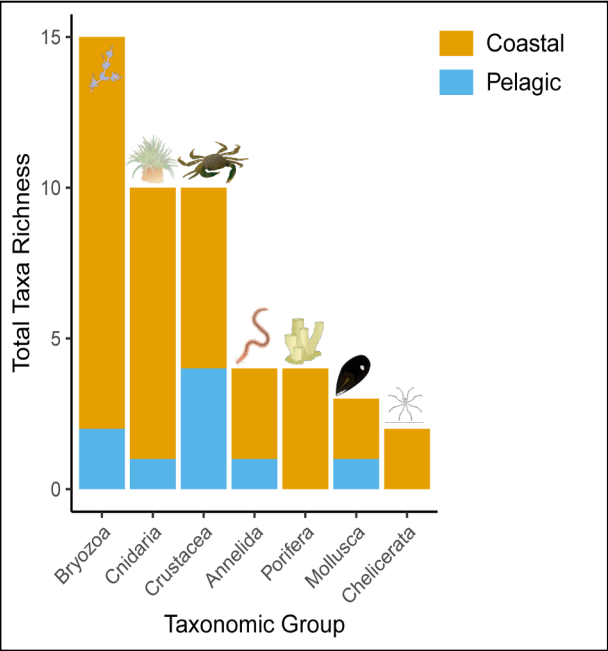 15
10
5
0
Total Taxa Richness
Coastal
Pelagic
Bryozoa
Cnidaria
Crustacea
Annelida
Porifera
Mollusca
Chelicerata
Taxonomic Group